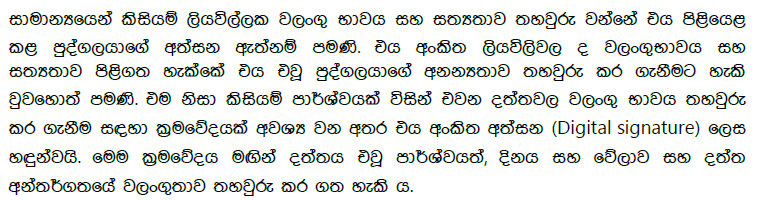 සාමාන්‍යයෙන් කිසියම් ලියවිල්ලක වලංගු භාවය සහ සත්‍යතාව තහවුරු වන්නේ එය පිළියෙළ
කළ පුද්ගලයාගේ අත්සන ඇත්නම් පමණි. එය අංකිත ලියවිලිවල ද වලංගුභාවය සහ
සත්‍යතාව පිළිගත හැක්කේ එය එවූ පුද්ගලයාගේ අනන්‍යතාව තහවුරු කර ගැනීමට හැකි
වුවහොත් පමණි. එම නිසා කිසියම් පාර්ශ්වයක් විසින් එවන දත්තවල වලංගු භාවය තහවුරු
කර ගැනීම සඳහා ක්‍රමවේදයක් අවශ්‍ය වන අතර එය අංකිත අත්සන (Digital signature) ලෙස
හඳුන්වයි. මෙම ක්‍රමවේදය මඟින් දත්තය එවූ පාර්ශ්වයත්, දිනය සහ වේලාව සහ දත්ත
අන්තර්ගතයේ වලංගුතාව තහවුරු කර ගත හැකි ය.